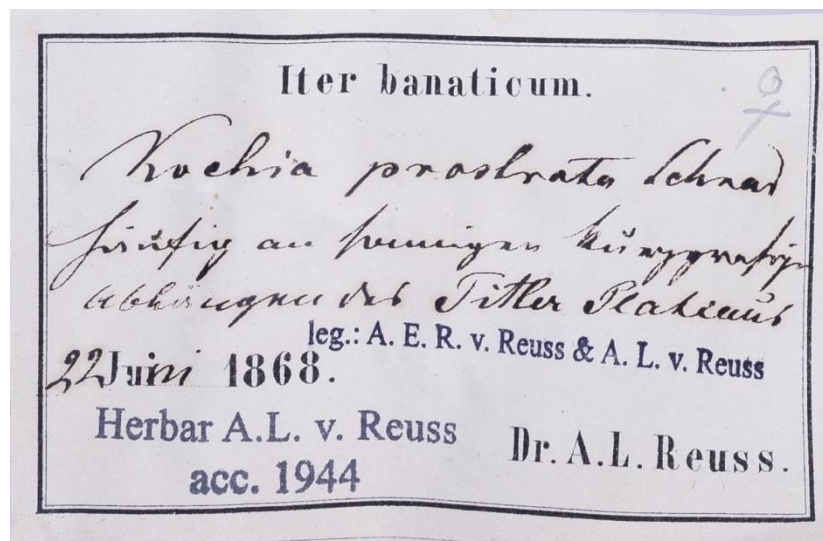 Iter banaticum.
Kochia prostrata Schrad
häufig an sonnigen kurzgrasigen
Abhängen des Titler Plateaus
leg.: A. E. R. v. Reuss & A. L. v. Reuss
22 Juni 1868.
Herbar A.L. v. Reuss
acc. 1944
Dr. A.L. Reuss.